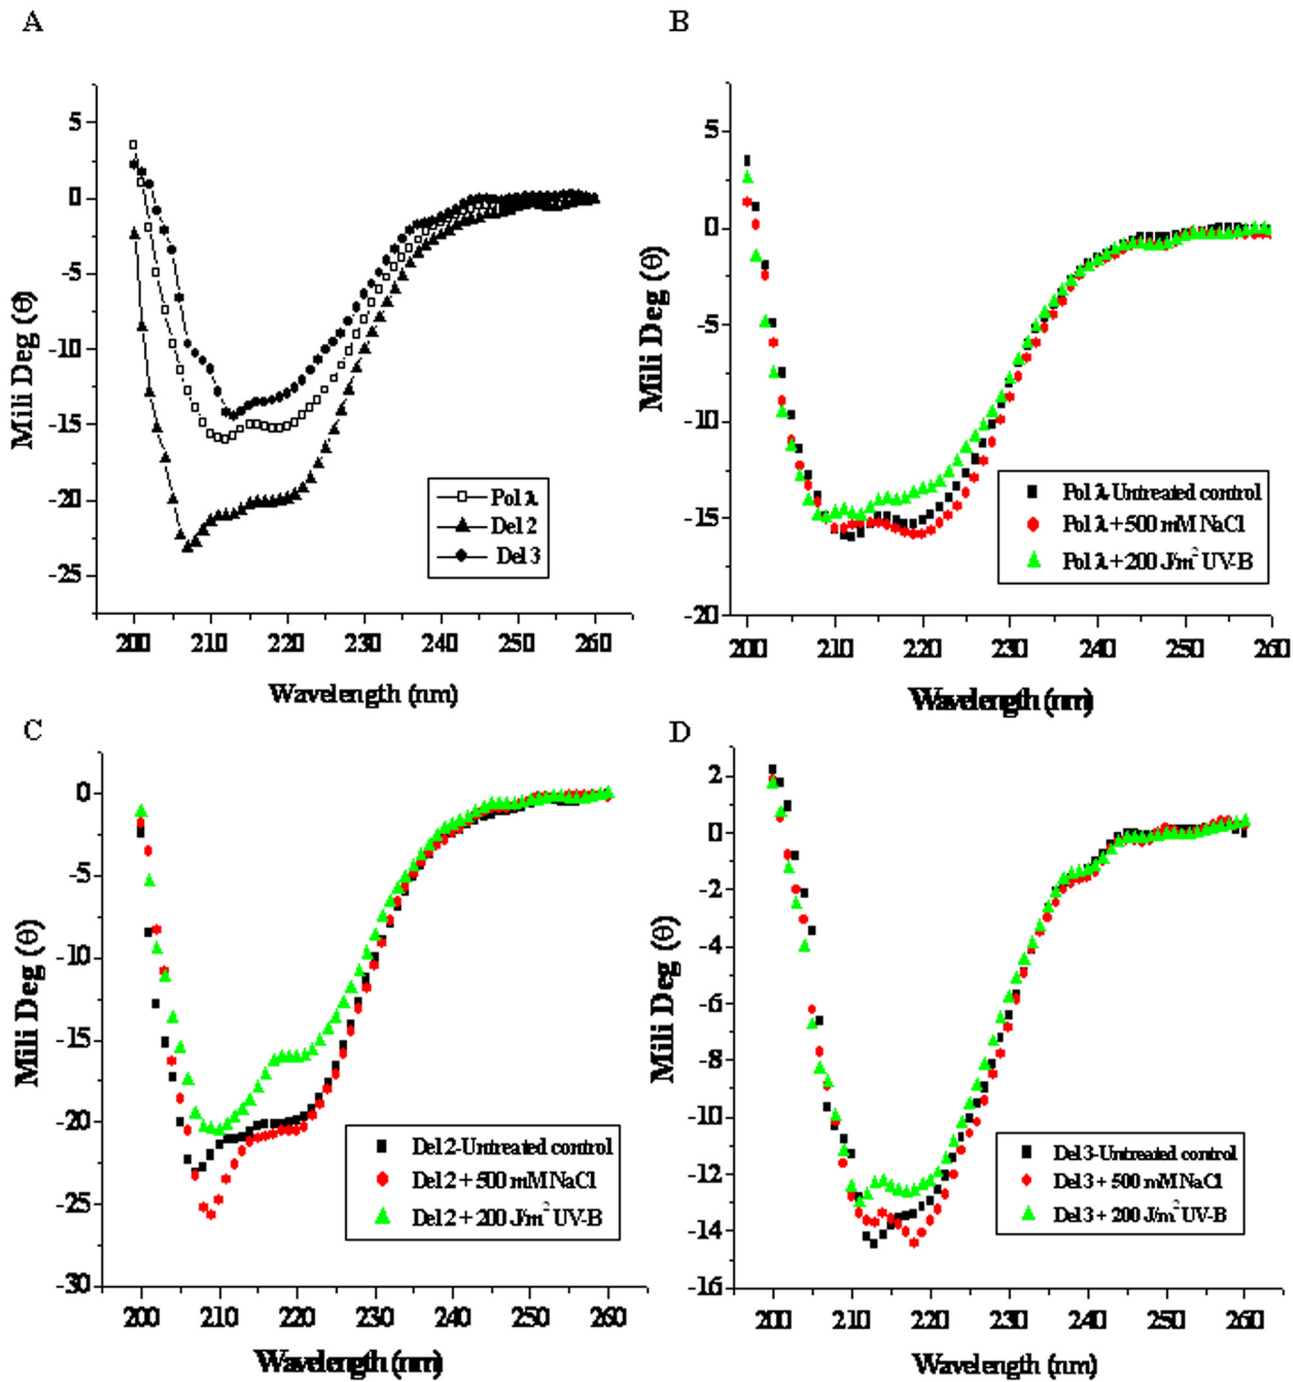 A
5
0
-5
-10
-15
-20
-25
Mili Deg (θ)
Pol λ
Del 2
Del 3
200 210 220 230 240 250 260
Wavelength (nm)
B
5
0
-5
-10
-15
-20
Mili Deg (θ)
Pol λ-Untreated control
Pol λ + 500 mM NaCl
Pol λ + 200 J/m² UV-B
200 210 220 230 240 250 260
Wavelength (nm)
C
0
-5
-10
-15
-20
-25
-30
Mili Deg (θ)
Del 2-Untreated control
Del 2 + 500 mM NaCl
Del 2 + 200 J/m² UV-B
200 210 220 230 240 250 260
Wavelength (nm)
D
2
0
-2
-4
-6
-8
-10
-12
-14
-16
Mili Deg (θ)
Del 3-Untreated control
Del 3 + 500 mM NaCl
Del 3 + 200 J/m² UV-B
200 210 220 230 240 250 260
Wavelength (nm)